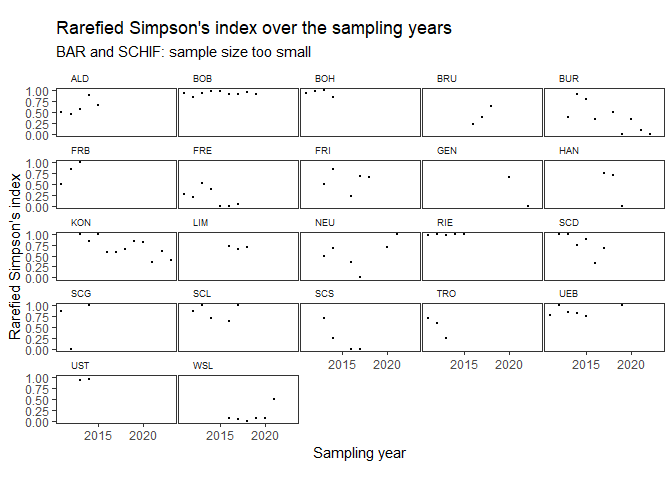 Rarefied Simpson's index over the sampling years
BAR and SCHIF: sample size too small
ALD BOB BOH BRU BUR
1.00
0.75
0.50
0.25
0.00
FRB FRE FRI GEN HAN
1.00
0.75
0.50
0.25
0.00
KON LIM NEU RIE SCD
1.00
0.75
0.50
0.25
0.00
Rarefied Simpson's index
SCG SCL SCS TRO UEB
1.00
0.75
0.50
0.25
0.00
2015 2020 2015 2020 2015 2020
UST WSL
1.00
0.75
0.50
0.25
0.00
2015 2020 2015 2020
Sampling year